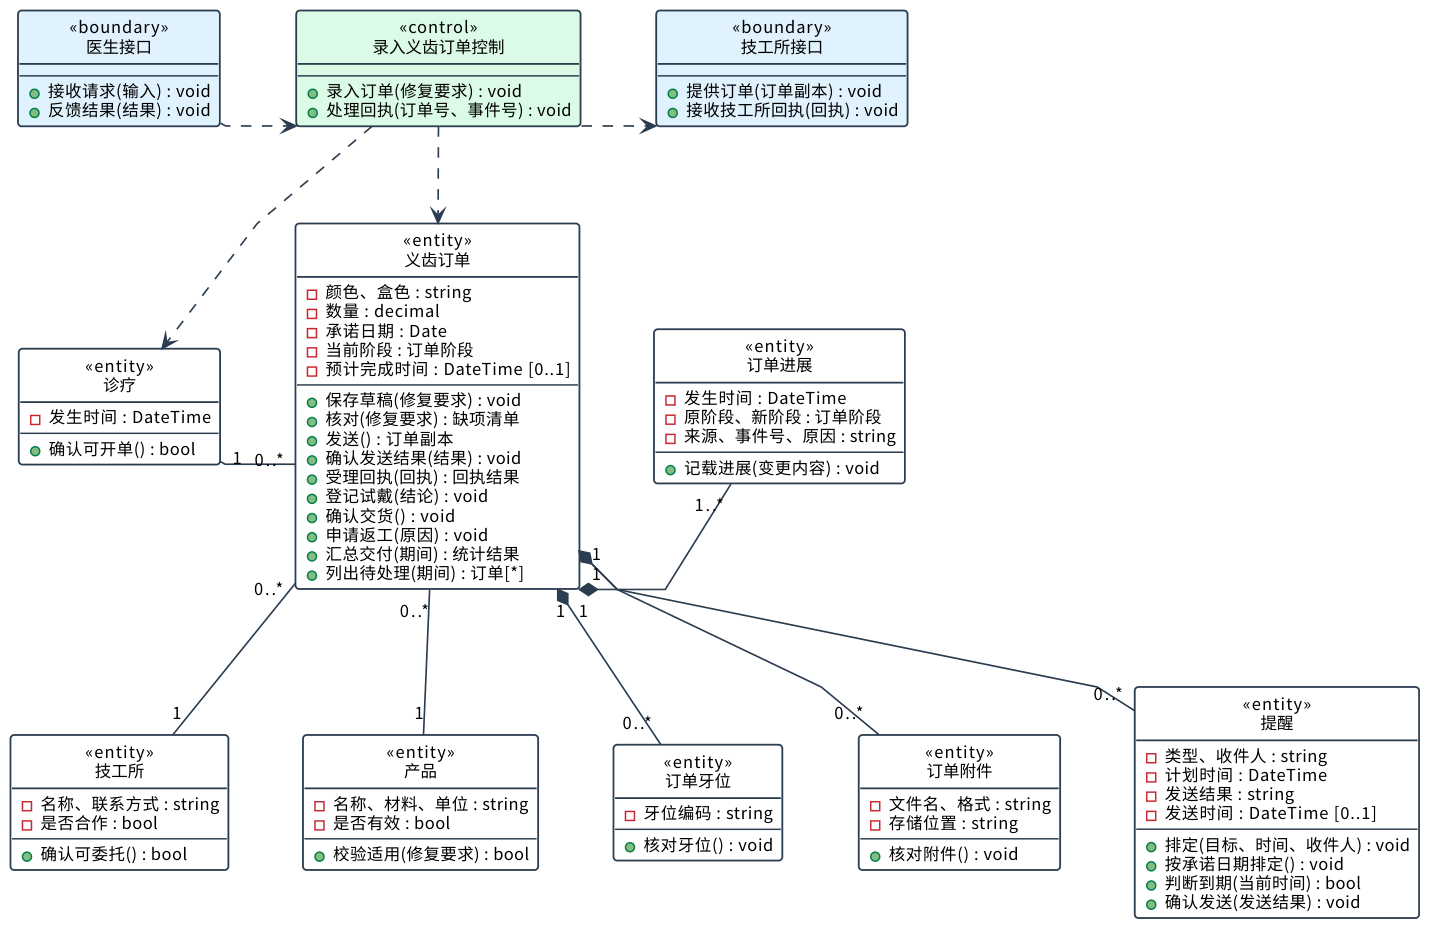 «boundary»
医生接口
接收请求(输入) : void
反馈结果(结果) : void
«control»
录入义齿订单控制
录入订单(修复要求) : void
处理回执(订单号、事件号) : void
«boundary»
技工所接口
提供订单(订单副本) : void
接收技工所回执(回执) : void
«entity»
义齿订单
颜色、盒色 : string
数量 : decimal
承诺日期 : Date
当前阶段 : 订单阶段
预计完成时间 : DateTime [0..1]
保存草稿(修复要求) : void
核对(修复要求) : 缺项清单
发送() : 订单副本
确认发送结果(结果) : void
受理回执(回执) : 回执结果
登记试戴(结论) : void
确认交货() : void
申请返工(原因) : void
汇总交付(期间) : 统计结果
列出待处理(期间) : 订单[*]
«entity»
诊疗
发生时间 : DateTime
确认可开单() : bool
1
0..*
«entity»
订单进展
发生时间 : DateTime
原阶段、新阶段 : 订单阶段
来源、事件号、原因 : string
记载进展(变更内容) : void
1..*
1
1
0..*
0..*
1
1
1
1
0..*
0..*
0..*
«entity»
技工所
名称、联系方式 : string
是否合作 : bool
确认可委托() : bool
«entity»
产品
名称、材料、单位 : string
是否有效 : bool
校验适用(修复要求) : bool
«entity»
订单牙位
牙位编码 : string
核对牙位() : void
«entity»
订单附件
文件名、格式 : string
存储位置 : string
核对附件() : void
«entity»
提醒
类型、收件人 : string
计划时间 : DateTime
发送结果 : string
发送时间 : DateTime [0..1]
排定(目标、时间、收件人) : void
按承诺日期排定() : void
判断到期(当前时间) : bool
确认发送(发送结果) : void